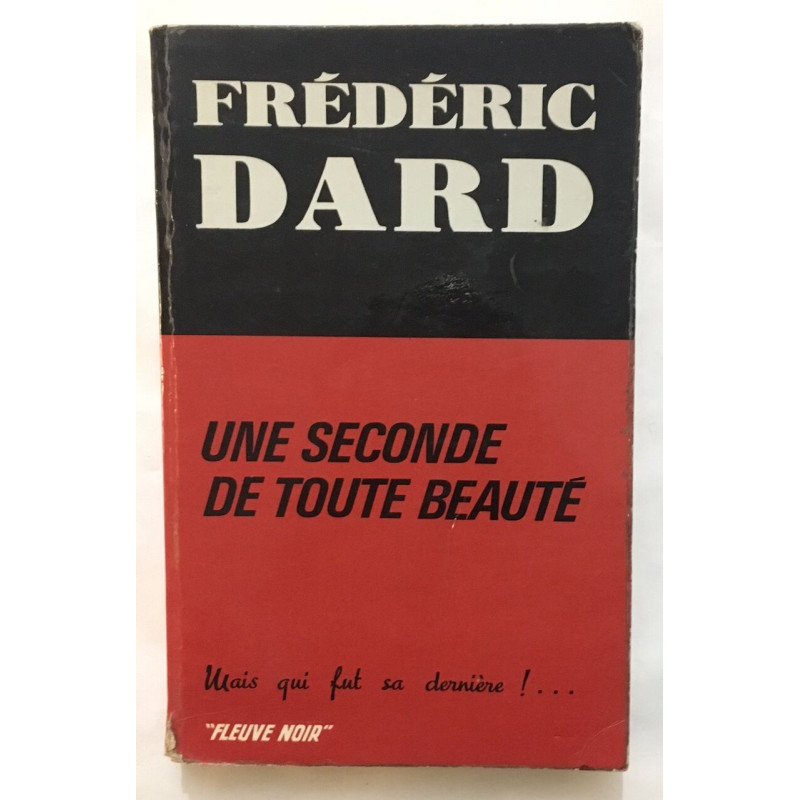 FRÉDÉRIC
DARD
UNE SECONDE
DE TOUTE BEAUTÉ
Mais qui fut sa dernière !...
"FLEUVE NOIR"